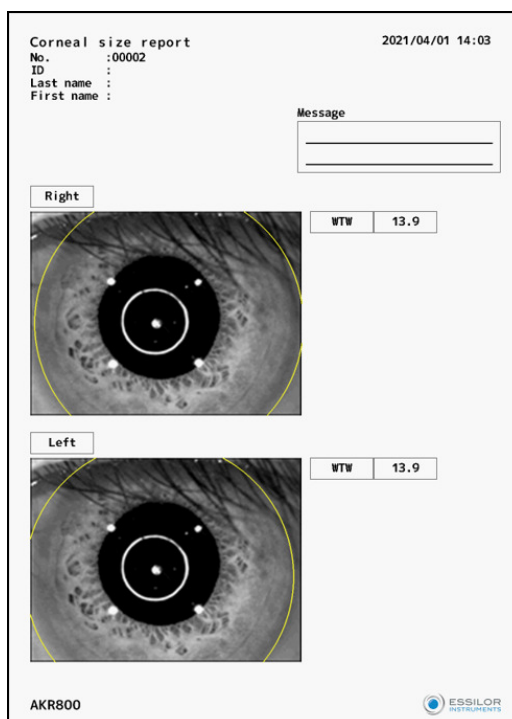 Corneal size report 2021/04/01 14:03
No. :00002
ID :
Last name :
First name :
Message
Right
WTW 13.9
Left
WTW 13.9
AKR800
ESSILOR
INSTRUMENTS